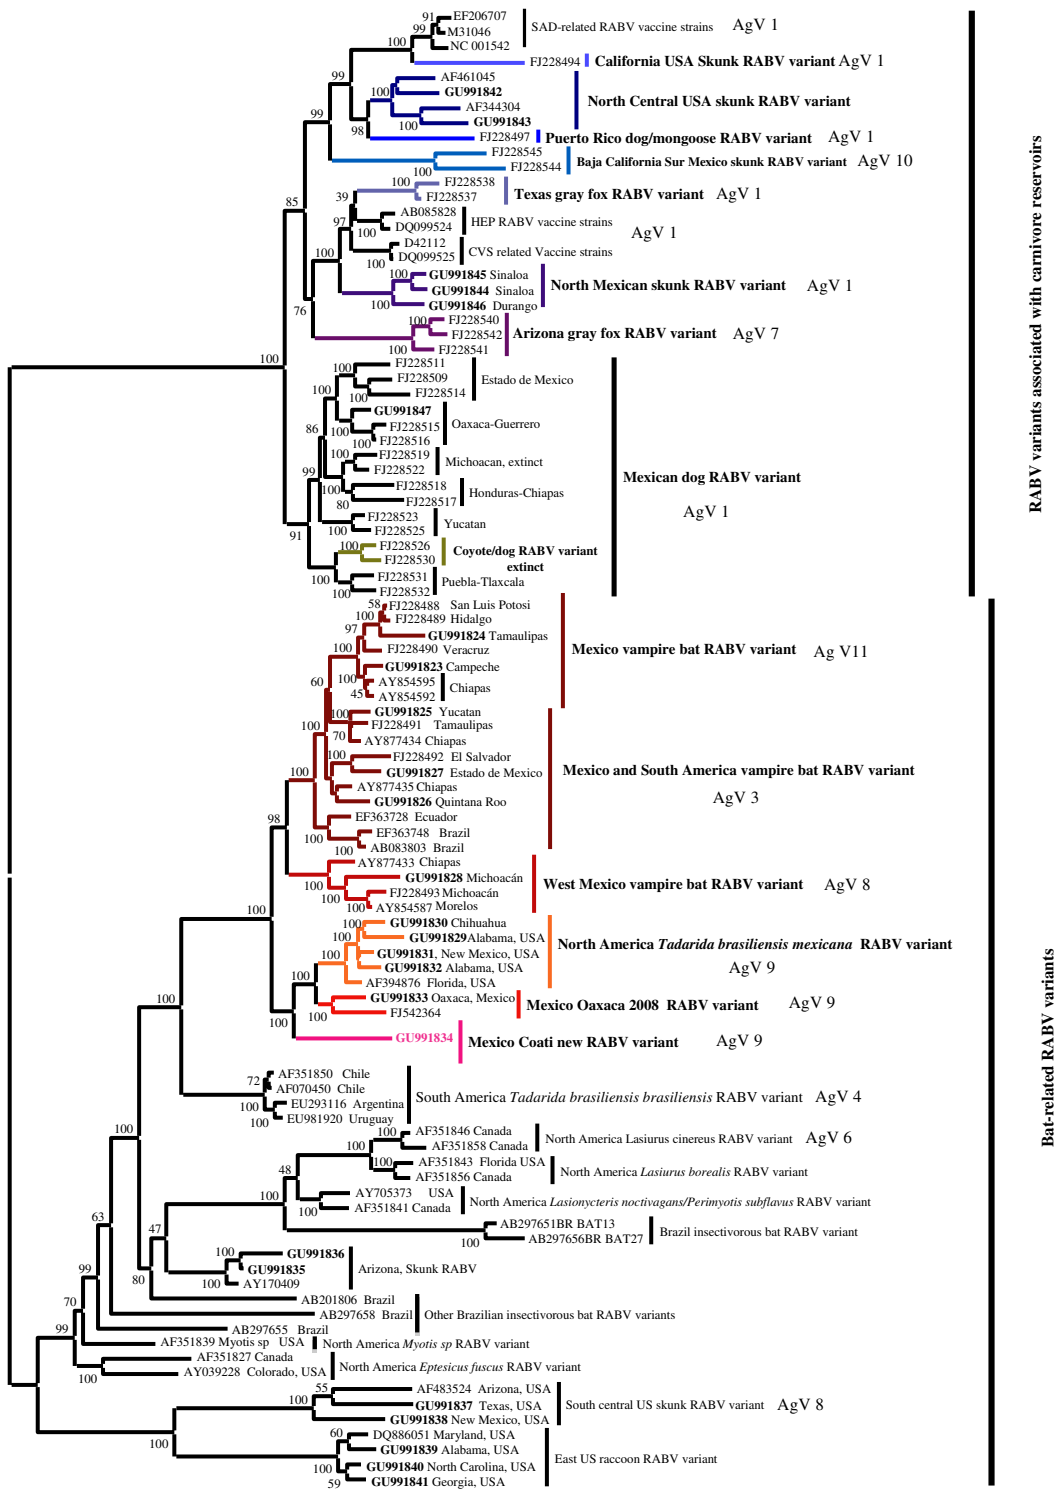 91
EF206707
99
M31046
SAD-related RABV vaccine strains
AgV 1
100
NC 001542
FJ228494
California USA Skunk RABV variant AgV 1
99
AF461045
100
GU991842
North Central USA skunk RABV variant
99
AF344304
100
GU991843
98
FJ228497
Puerto Rico dog/mongoose RABV variant
AgV 1
FJ228545
Baja California Sur Mexico skunk RABV variant
AgV 10
100
FJ228544
100
FJ228538
Texas gray fox RABV variant
AgV 1
39
FJ228537
85
AB085828
HEP RABV vaccine strains
97
100
DQ099524
AgV 1
100
D42112
CVS related Vaccine strains
100
DQ099525
100
GU991845 Sinaloa
North Mexican skunk RABV variant
AgV 1
GU991844 Sinaloa
100
GU991846 Durango
76
100
FJ228540
Arizona gray fox RABV variant
AgV 7
FJ228542
100
FJ228541
100
RABV variants associated with carnivore reservoirs
FJ228511
100
FJ228509
Estado de Mexico
100
100
FJ228514
GU991847
86
100
FJ228515
Oaxaca-Guerrero
100
FJ228516
100
FJ228519
Michoacan, extinct
FJ228522
99
100
FJ228518
Honduras-Chiapas
80
FJ228517
Mexican dog RABV variant
AgV 1
FJ228523
Yucatan
100
FJ228525
91
100
FJ228526
Coyote/dog RABV variant
extinct
FJ228530
100
FJ228531
Puebla-Tlaxcala
100
FJ228532
58
FJ228488 San Luis Potosi
100
FJ228489 Hidalgo
97
GU991824 Tamaulipas
100
FJ228490 Veracruz
Mexico vampire bat RABV variant
Ag V11
GU991823 Campeche
100
AY854595
Chiapas
45
AY854592
60
100
GU991825 Yucatan
FJ228491 Tamaulipas
100
70
AY877434 Chiapas
100
FJ228492 El Salvador
GU991827 Estado de Mexico
Mexico and South America vampire bat RABV variant
100
100
AY877435 Chiapas
AgV 3
GU991826 Quintana Roo
EF363728 Ecuador
98
EF363748 Brazil
100
100
AB083803 Brazil
AY877433 Chiapas
GU991828 Michoacán
West Mexico vampire bat RABV variant
AgV 8
100
FJ228493 Michoacán
100
AY854587 Morelos
100
100
GU991830 Chihuahua
100
GU991829 Alabama, USA
North America Tadarida brasiliensis mexicana RABV variant
GU991831, New Mexico, USA
100
GU991832 Alabama, USA
AgV 9
100
AF394876 Florida, USA
GU991833 Oaxaca, Mexico
Mexico Oaxaca 2008 RABV variant
AgV 9
100
FJ542364
100
GU991834
Mexico Coati new RABV variant
AgV 9
100
Bat-related RABV variants
AF351850 Chile
72
AF070450 Chile
South America Tadarida brasiliensis brasiliensis RABV variant
AgV 4
EU293116 Argentina
100
100
EU981920 Uruguay
100
100
AF351846 Canada
North America Lasiurus cinereus RABV variant
AgV 6
AF351858 Canada
100
AF351843 Florida USA
North America Lasiurus borealis RABV variant
48
AF351856 Canada
AY705373 USA
North America Lasionycteris noctivagans/Perimyotis subflavus RABV variant
100
100
AF351841 Canada
63
AB297651BR BAT13
Brazil insectivorous bat RABV variant
47
100
AB297656BR BAT27
100
GU991836
GU991835
Arizona, Skunk RABV
99
80
100
AY170409
AB201806 Brazil
70
AB297658 Brazil
Other Brazilian insectivorous bat RABV variants
99
AB297655 Brazil
AF351839 Myotis sp USA
North America Myotis sp RABV variant
AF351827 Canada
North America Eptesicus fuscus RABV variant
100
AY039228 Colorado, USA
55
AF483524 Arizona, USA
100
GU991837 Texas, USA
South central US skunk RABV variant
AgV 8
GU991838 New Mexico, USA
100
60
DQ886051 Maryland, USA
GU991839 Alabama, USA
East US raccoon RABV variant
100
GU991840 North Carolina, USA
59
GU991841 Georgia, USA